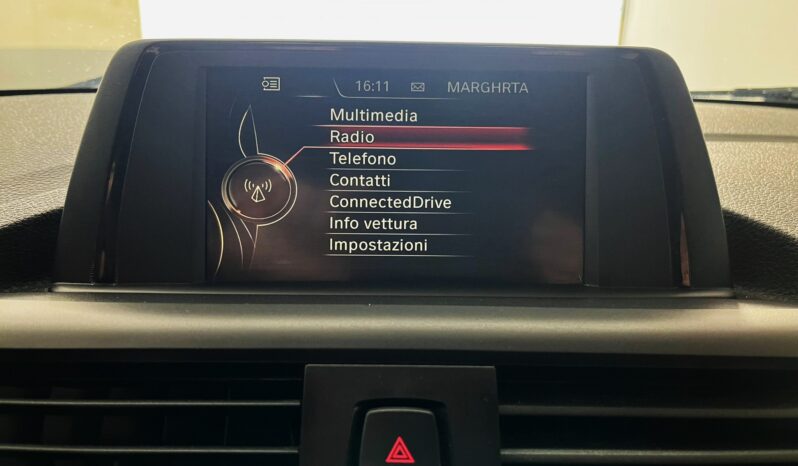 16:11 MARGHRTA
Multimedia
Radio
Telefono
Contatti
ConnectedDrive
Info vettura
Impostazioni